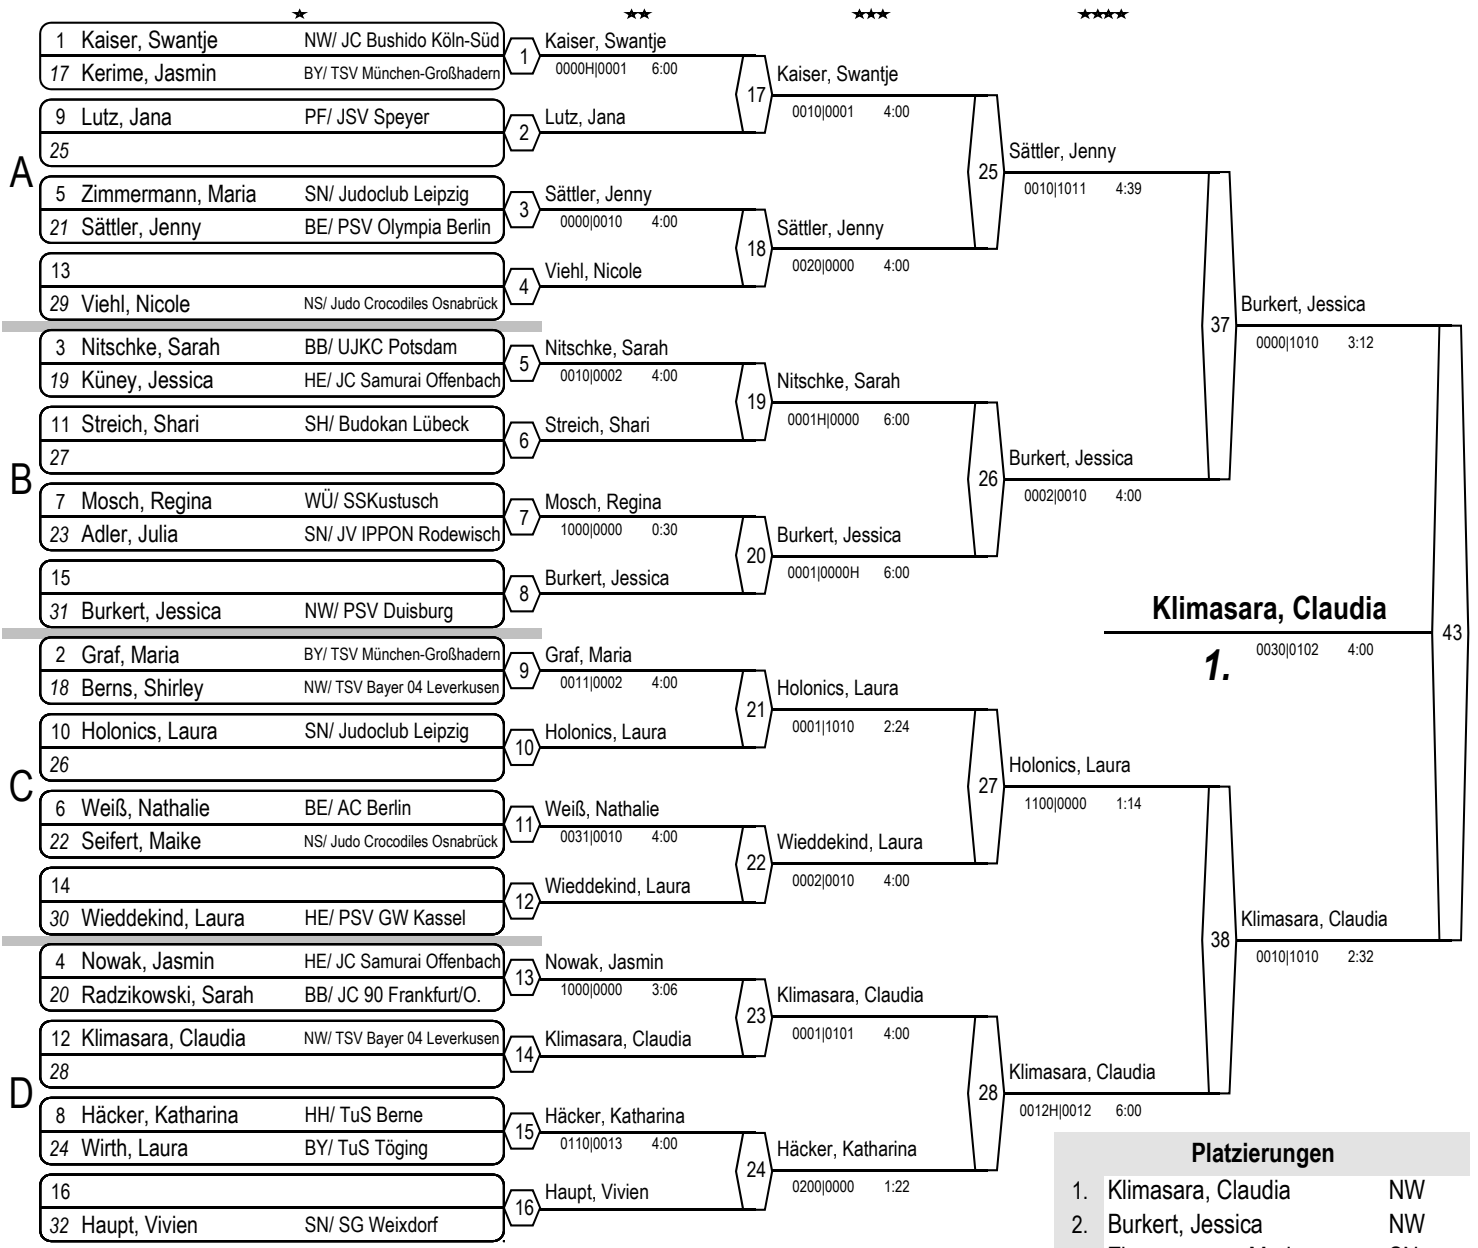 ★ ★★ ★★★ ★★★★
1 Kaiser, Swantje NW/ JC Bushido Köln-Süd
17 Kerime, Jasmin BY/ TSV München-Großhadern
9 Lutz, Jana PF/ JSV Speyer
25
A
5 Zimmermann, Maria SN/ Judoclub Leipzig
21 Sättler, Jenny BE/ PSV Olympia Berlin
13
29 Viehl, Nicole NS/ Judo Crocodiles Osnabrück
3 Nitschke, Sarah BB/ UJKC Potsdam
19 Küney, Jessica HE/ JC Samurai Offenbach
11 Streich, Shari SH/ Budokan Lübeck
27
B
7 Mosch, Regina WÜ/ SSKustusch
23 Adler, Julia SN/ JV IPPON Rodewisch
15
31 Burkert, Jessica NW/ PSV Duisburg
2 Graf, Maria BY/ TSV München-Großhadern
18 Berns, Shirley NW/ TSV Bayer 04 Leverkusen
10 Holonics, Laura SN/ Judoclub Leipzig
26
C
6 Weiß, Nathalie BE/ AC Berlin
22 Seifert, Maike NS/ Judo Crocodiles Osnabrück
14
30 Wieddekind, Laura HE/ PSV GW Kassel
4 Nowak, Jasmin HE/ JC Samurai Offenbach
20 Radzikowski, Sarah BB/ JC 90 Frankfurt/O.
12 Klimasara, Claudia NW/ TSV Bayer 04 Leverkusen
28
D
8 Häcker, Katharina HH/ TuS Berne
24 Wirth, Laura BY/ TuS Töging
16
32 Haupt, Vivien SN/ SG Weixdorf
1 Kaiser, Swantje
0000H|0001 6:00
2 Lutz, Jana
3 Sättler, Jenny
0000|0010 4:00
4 Viehl, Nicole
5 Nitschke, Sarah
0010|0002 4:00
6 Streich, Shari
7 Mosch, Regina
1000|0000 0:30
8 Burkert, Jessica
9 Graf, Maria
0011|0002 4:00
10 Holonics, Laura
11 Weiß, Nathalie
0031|0010 4:00
12 Wieddekind, Laura
13 Nowak, Jasmin
1000|0000 3:06
14 Klimasara, Claudia
15 Häcker, Katharina
0110|0013 4:00
16 Haupt, Vivien
17 Kaiser, Swantje
0010|0001 4:00
18 Sättler, Jenny
0020|0000 4:00
19 Nitschke, Sarah
0001H|0000 6:00
20 Burkert, Jessica
0001|0000H 6:00
21 Holonics, Laura
0001|1010 2:24
22 Wieddekind, Laura
0002|0010 4:00
23 Klimasara, Claudia
0001|0101 4:00
24 Häcker, Katharina
0200|0000 1:22
25 Sättler, Jenny
0010|1011 4:39
26 Burkert, Jessica
0002|0010 4:00
27 Holonics, Laura
1100|0000 1:14
28 Klimasara, Claudia
0012H|0012 6:00
37 Burkert, Jessica
0000|1010 3:12
38 Klimasara, Claudia
0010|1010 2:32
Klimasara, Claudia 43
1. 0030|0102 4:00
Platzierungen
1. Klimasara, Claudia NW
2. Burkert, Jessica NW